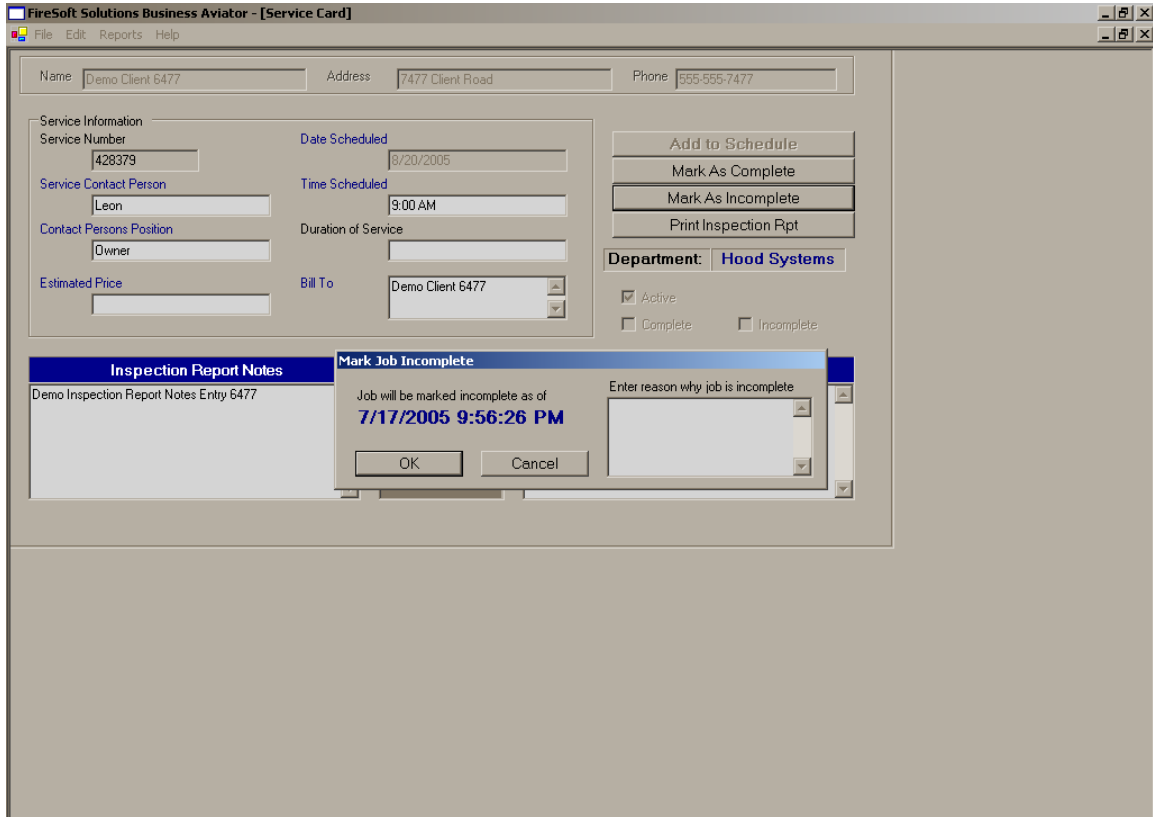 FireSoft Solutions Business Aviator - [Service Card]
File Edit Reports Help
Name Demo Client 6477 Address 7477 Client Road Phone 555-555-7477
Service Information
Service Number
428379
Date Scheduled
8/20/2005
Service Contact Person
Leon
Time Scheduled
9:00 AM
Contact Persons Position
Owner
Duration of Service
Estimated Price
Bill To Demo Client 6477
Add to Schedule
Mark As Complete
Mark As Incomplete
Print Inspection Rpt
Department: Hood Systems
Active
Complete Incomplete
Inspection Report Notes
Demo Inspection Report Notes Entry 6477
Mark Job Incomplete
Job will be marked incomplete as of
7/17/2005 9:56:26 PM
OK Cancel
Enter reason why job is incomplete